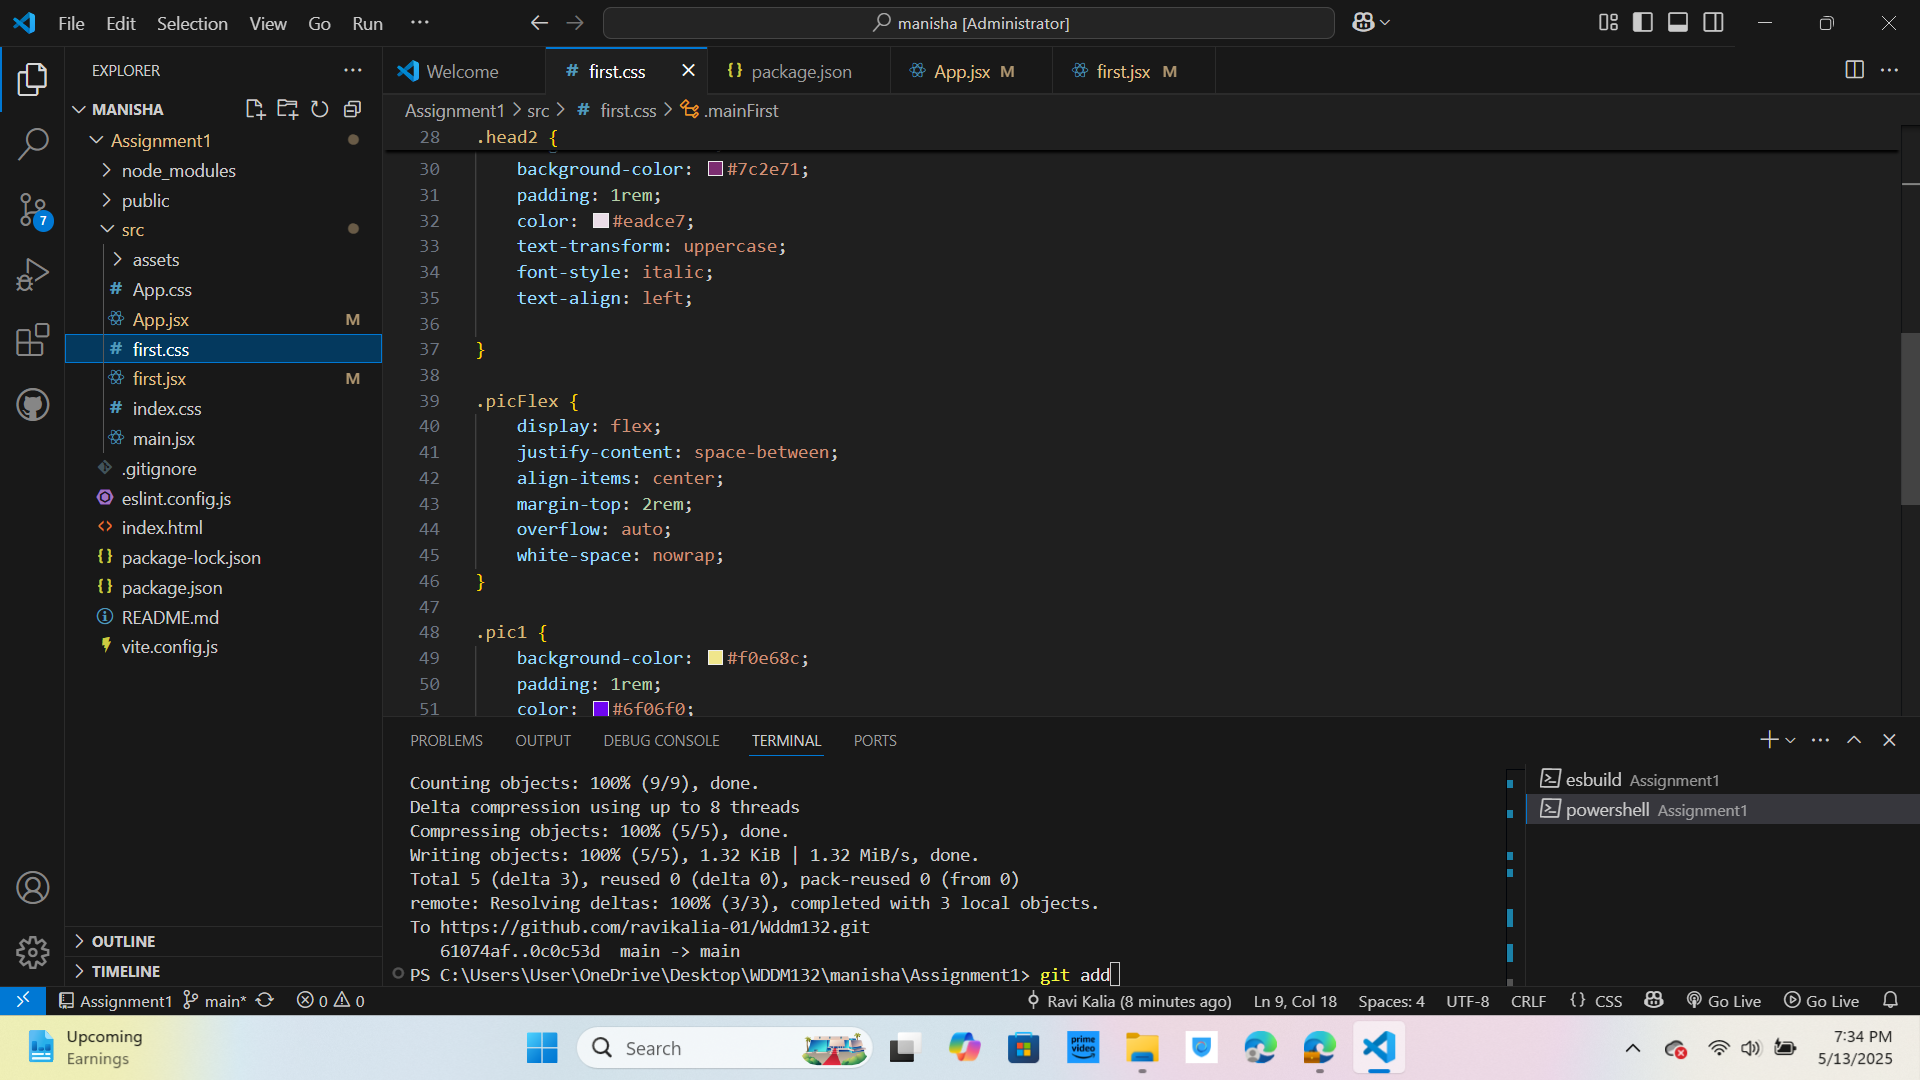 File Edit Selection View Go Run ···
manisha [Administrator]
EXPLORER
MANISHA
Assignment1
node_modules
public
src
assets
App.css
App.jsx M
first.css
first.jsx M
index.css
main.jsx
.gitignore
eslint.config.js
index.html
package-lock.json
package.json
README.md
vite.config.js
OUTLINE
TIMELINE
7
Welcome # first.css {} package.json App.jsx M first.jsx M
Assignment1 > src > # first.css > .mainFirst
28 .head2 {
30 background-color: #7c2e71;
31 padding: 1rem;
32 color: #eadce7;
33 text-transform: uppercase;
34 font-style: italic;
35 text-align: left;
36
37 }
38
39 .picFlex {
40 display: flex;
41 justify-content: space-between;
42 align-items: center;
43 margin-top: 2rem;
44 overflow: auto;
45 white-space: nowrap;
46 }
47
48 .pic1 {
49 background-color: #f0e68c;
50 padding: 1rem;
51 color: #6f06f0;
PROBLEMS OUTPUT DEBUG CONSOLE TERMINAL PORTS
Counting objects: 100% (9/9), done.
Delta compression using up to 8 threads
Compressing objects: 100% (5/5), done.
Writing objects: 100% (5/5), 1.32 KiB | 1.32 MiB/s, done.
Total 5 (delta 3), reused 0 (delta 0), pack-reused 0 (from 0)
remote: Resolving deltas: 100% (3/3), completed with 3 local objects.
To https://github.com/ravikalia-01/Wddm132.git
61074af..0c0c53d main -> main
PS C:\Users\User\OneDrive\Desktop\WDDM132\manisha\Assignment1> git add
esbuild Assignment1
powershell Assignment1
Assignment1 main* 0 0 Ravi Kalia (8 minutes ago) Ln 9, Col 18 Spaces: 4 UTF-8 CRLF {} CSS Go Live Go Live
Upcoming
Earnings
Search
prime
video
7:34 PM
5/13/2025